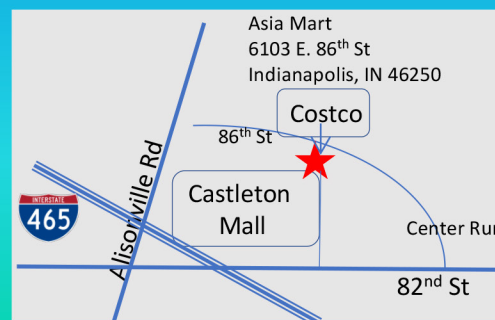 Asia Mart
6103 E. 86th St
Indianapolis, IN 46250
Costco
86th St
Alisonville Rd
INTERSTATE
465
Castleton
Mall
Center Run
82nd St